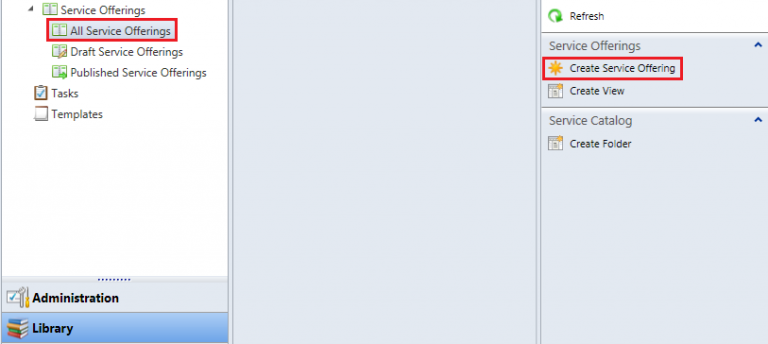 Service Offerings
All Service Offerings
Draft Service Offerings
Published Service Offerings
Tasks
Templates
Administration
Library
Refresh
Service Offerings
Create Service Offering
Create View
Service Catalog
Create Folder